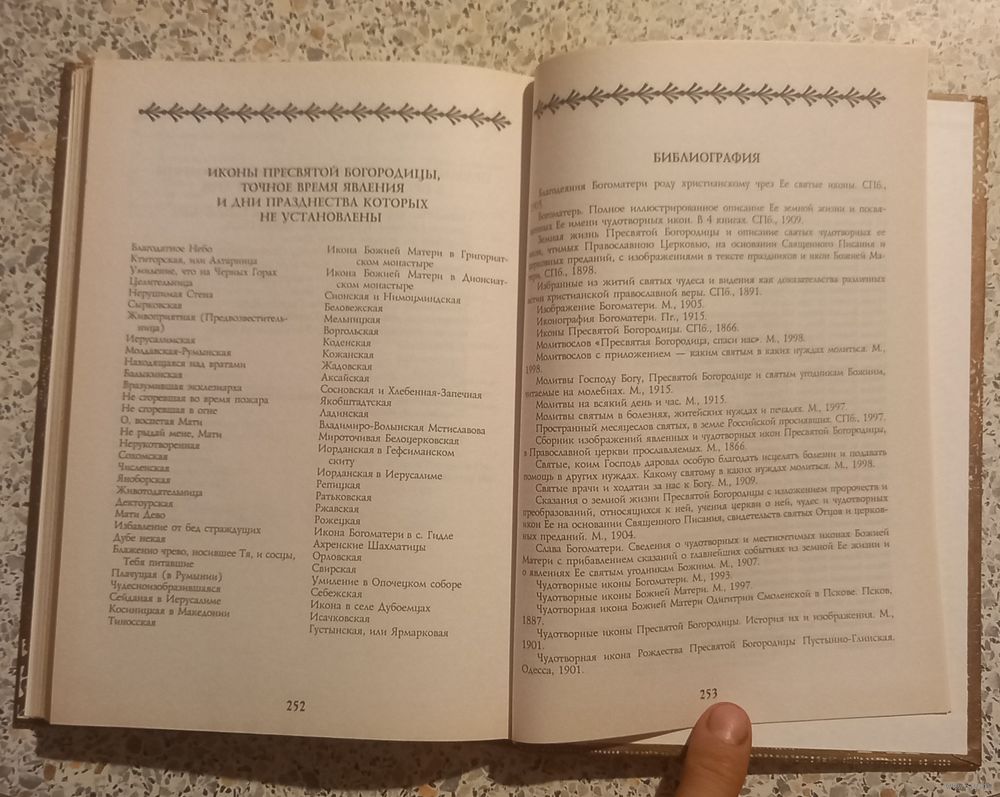 ИКОНЫ ПРЕСВЯТОЙ БОГОРОДИЦЫ,
ТОЧНОЕ ВРЕМЯ ЯВЛЕНИЯ
И ДНИ ПРАЗДНЕСТВА КОТОРЫХ
НЕ УСТАНОВЛЕНЫ
Благодатное Небо
Ктиторская, или Алтарница
Умиление, что на Черных Горах
Целительница
Нерушимая Стена
Сырковская
Живоприятная (Предвозвеститель-
ница)
Иерусалимская
Молдавская-Румынская
Находящаяся над вратами
Балыкинская
Вразумившая экклезиарха
Не сгоревшая во время пожара
Не сгоревшая в огне
О, воспетая Мати
Не рыдай мене, Мати
Нерукотворенная
Сохомская
Численская
Яноборская
Животодятельница
Дектоурская
Мати Дево
Избавление от бед страждущих
Дубе некая
Блаженно чрево, носившее Тя, и сосцы,
Тебя питавшие
Плачущая (в Румынии)
Чудесноизобразившаяся
Сейданая в Иерусалиме
Косиницкая в Македонии
Тиносская
Икона Божией Матери в Григориат-
ском монастыре
Икона Божией Матери в Дионсиат-
ском монастыре
Сионская и Нимоцминдская
Беловежская
Мельницкая
Воргольская
Коденская
Кожанская
Жадовская
Аксайская
Сосновская и Хлебенная-Запечная
Якобштадтская
Ладинская
Владимиро-Волынская Мстиславова
Мироточивая Белоцерковская
Иорданская в Гефсиманском
скиту
Иорданская в Иерусалиме
Репицкая
Ратьковская
Ржавская
Рожецкая
Икона Богоматери в с. Гидле
Ахренские Шахматицы
Орловская
Свирская
Умиление в Опочецком соборе
Себежская
Икона в селе Дубоемцах
Исачковская
Густынская, или Ярмарковая
252
БИБЛИОГРАФИЯ
Благодеяния Богоматери роду христианскому чрез Ее святые иконы. СПб.,
Богоматерь. Полное иллюстрированное описание Ее земной жизни и посвя-
Ее имени чудотворных икон. В 4 книгах. СПб., 1909.
Земная жизнь Пресвятой Богородицы и описание святых чудотворных ее
икон, чтимых Православною Церковью, на основании Священного Писания и
церковных преданий, с изображениями в тексте праздников и икон Божией Ма-
тери. СПб., 1898.
Избранные из житий святых чудеса и видения как доказательства различных
христианской православной веры. СПб., 1891.
Изображение Богоматери. М., 1905.
Иконография Богоматери. Пг., 1915.
Иконы Пресвятой Богородицы. СПб., 1866.
Молитвослов «Пресвятая Богородица, спаси нас». М., 1998.
Молитвослов с приложением — каким святым в каких нуждах молиться. М.,
1998.
Молитвы Господу Богу, Пресвятой Богородице и святым угодникам Божиим,
читаемые на молебнах. М., 1915.
Молитвы на всякий день и час. М., 1915.
Молитвы святым в болезнях, житейских нуждах и печалях. М., 1997
Пространный месяцеслов святых, в земле Российской просиявших. СПб., 1997.
Сборник изображений явленных и чудотворных икон Пресвятой Богородицы,
в Православной церкви прославляемых. М., 1866.
Святые, коим Господь даровал особую благодать исцелять болезни и подавать
помощь в других нуждах. Какому святому в каких нуждах молиться. М., 1998.
Святые врачи и ходатаи за нас к Богу. М., 1909.
Сказания о земной жизни Пресвятой Богородицы с изложением пророчеств и
преобразований, относящихся к ней, учения церкви о ней, чудес и чудотворных
икон Ее на основании Священного Писания, свидетельств святых Отцов и церков-
ных преданий. М., 1904.
Слава Богоматери. Сведения о чудотворных и местночтимых иконах Божией
Матери с прибавлением сказаний о главнейших событиях из земной Ее жизни и
о явлениях Ее святым угодникам Божиим. М., 1907.
Чудотворные иконы Богоматери. М., 1993.
Чудотворные иконы Божией Матери. М., 1997.
Чудотворная икона Божией Матери Одигитрии Смоленской в Пскове. Псков,
1887.
Чудотворные иконы Пресвятой Богородицы. История их и изображения. М.,
1901.
Чудотворная икона Рождества Пресвятой Богородицы Пустынно-Глинская,
Одесса, 1901.
253